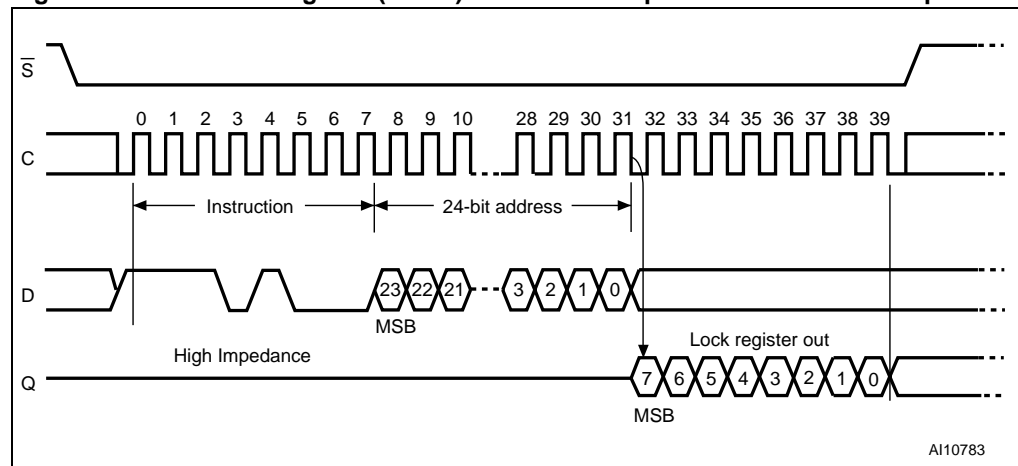 S
0 1 2 3 4 5 6 7 8 9 10 28 29 30 31 32 33 34 35 36 37 38 39
C
Instruction 24-bit address
D 23 22 21 3 2 1 0
MSB
High Impedance Lock register out
Q 7 6 5 4 3 2 1 0
MSB
AI10783